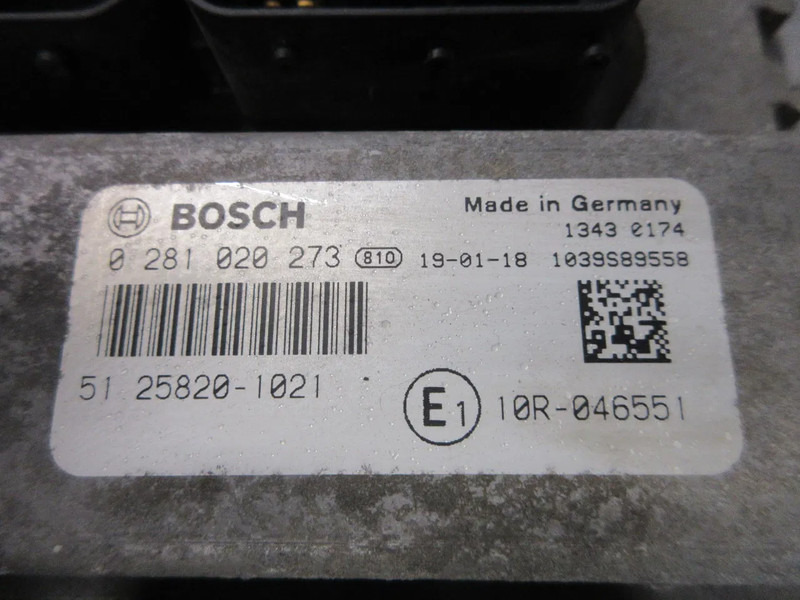 BOSCH
Made in Germany
1343 0174
0 281 020 273 810 19-01-18 1039S89558
51 25820-1021
E1 10R-046551